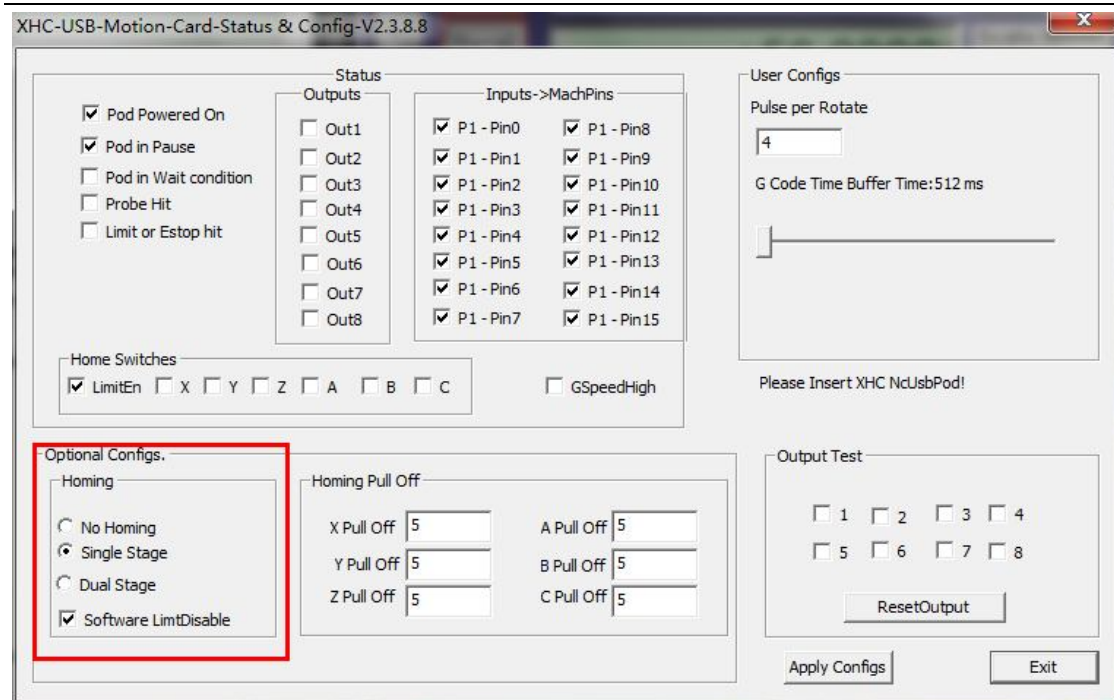 XHC-USB-Motion-Card-Status & Config-V2.3.8.8
Status
Pod Powered On
Pod in Pause
Pod in Wait condition
Probe Hit
Limit or Estop hit
Outputs
Out1
Out2
Out3
Out4
Out5
Out6
Out7
Out8
Inputs->MachPins
P1 - Pin0 P1 - Pin8
P1 - Pin1 P1 - Pin9
P1 - Pin2 P1 - Pin10
P1 - Pin3 P1 - Pin11
P1 - Pin4 P1 - Pin12
P1 - Pin5 P1 - Pin13
P1 - Pin6 P1 - Pin14
P1 - Pin7 P1 - Pin15
Home Switches
LimitEn X Y Z A B C
GSpeedHigh
User Configs
Pulse per Rotate
4
G Code Time Buffer Time:512 ms
Please Insert XHC NcUsbPod!
Optional Configs.
Homing
No Homing
Single Stage
Dual Stage
Software LimtDisable
Homing Pull Off
X Pull Off 5 A Pull Off 5
Y Pull Off 5 B Pull Off 5
Z Pull Off 5 C Pull Off 5
Output Test
1 2 3 4
5 6 7 8
ResetOutput
Apply Configs Exit